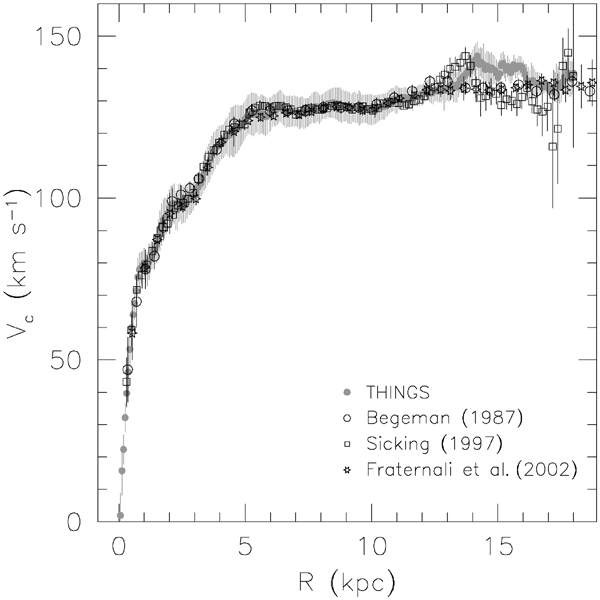 150
100
50
0
V_c (km s⁻¹)
THINGS
Begeman (1987)
Sicking (1997)
Fraternali et al. (2002)
0 5 10 15
R (kpc)